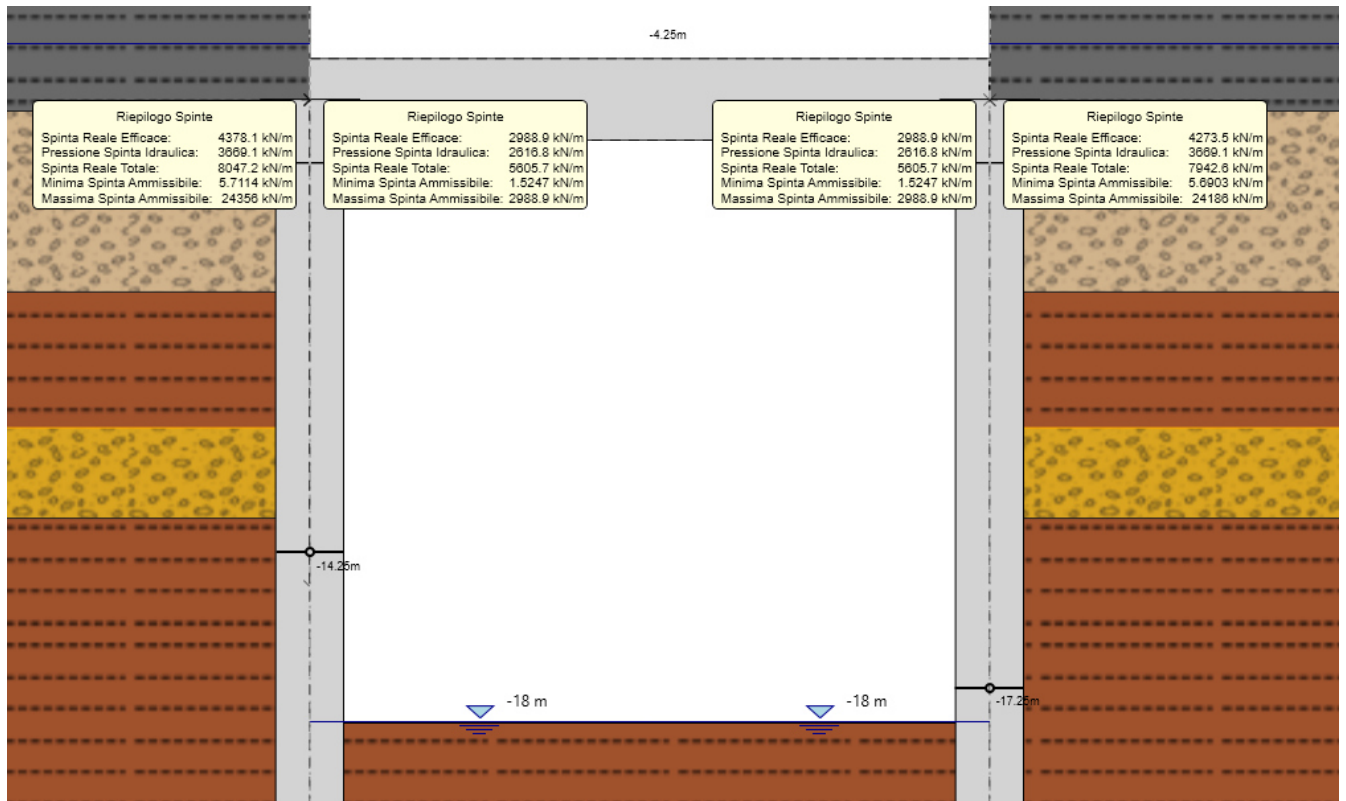 -4.25m
Riepilogo Spinte
Spinta Reale Efficace: 4378.1 kN/m
Pressione Spinta Idraulica: 3669.1 kN/m
Spinta Reale Totale: 8047.2 kN/m
Minima Spinta Ammissibile: 5.7114 kN/m
Massa Spinta Ammissibile: 24356 kN/m
Riepilogo Spinte
Spinta Reale Efficace: 2988.9 kN/m
Pressione Spinta Idraulica: 2616.8 kN/m
Spinta Reale Totale: 5605.7 kN/m
Minima Spinta Ammissibile: 1.5247 kN/m
Massa Spinta Ammissibile: 2988.9 kN/m
Riepilogo Spinte
Spinta Reale Efficace: 2988.9 kN/m
Pressione Spinta Idraulica: 2616.8 kN/m
Spinta Reale Totale: 5605.7 kN/m
Minima Spinta Ammissibile: 1.5247 kN/m
Massa Spinta Ammissibile: 2988.9 kN/m
Riepilogo Spinte
Spinta Reale Efficace: 4273.5 kN/m
Pressione Spinta Idraulica: 3669.1 kN/m
Spinta Reale Totale: 7942.6 kN/m
Minima Spinta Ammissibile: 5.6903 kN/m
Massa Spinta Ammissibile: 24186 kN/m
-14.25m
-18 m
-18 m
-17.25m